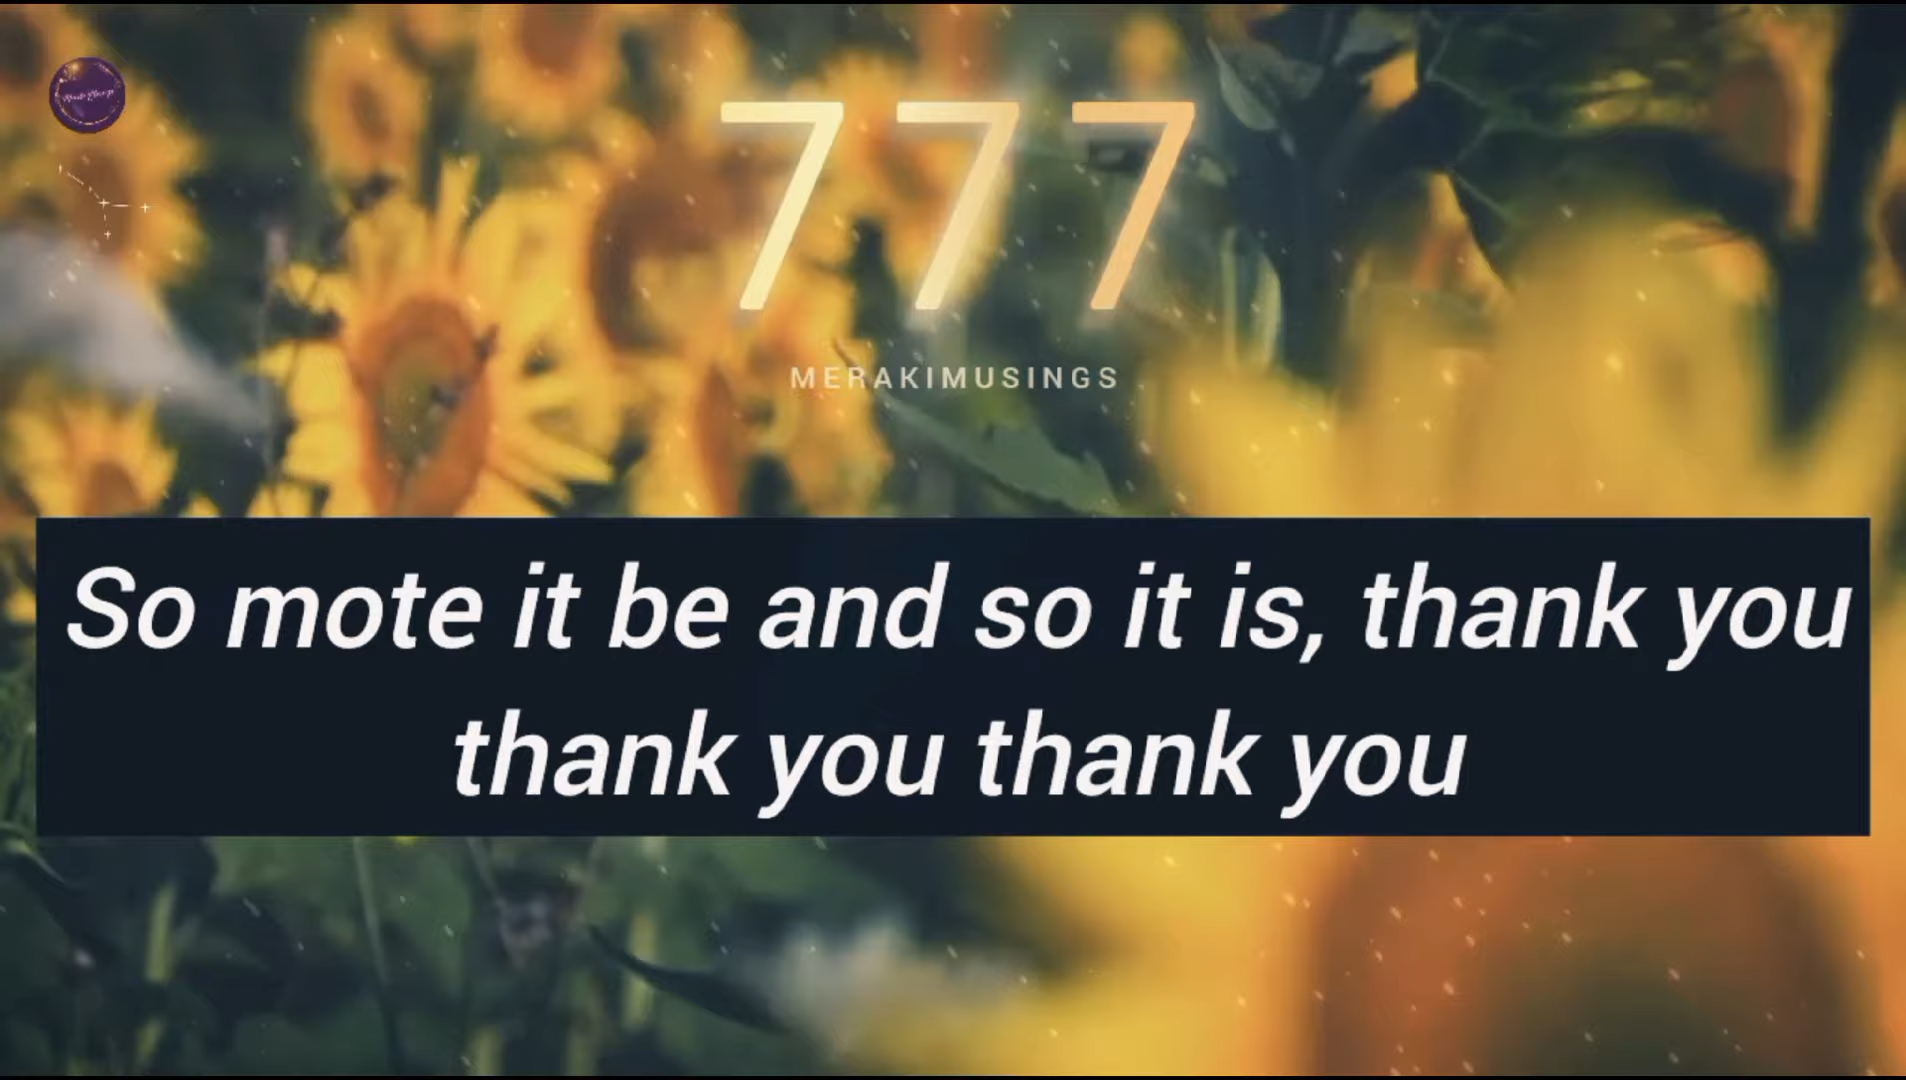 777
MERAKIMUSINGS
So mote it be and so it is, thank you
thank you thank you